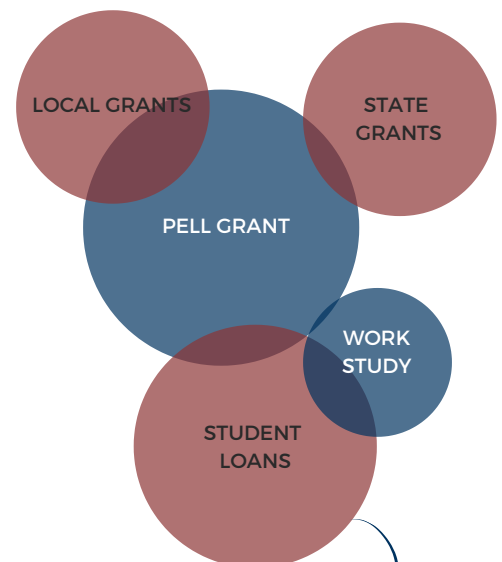 LOCAL GRANTS
STATE
GRANTS
PELL GRANT
WORK
STUDY
STUDENT
LOANS